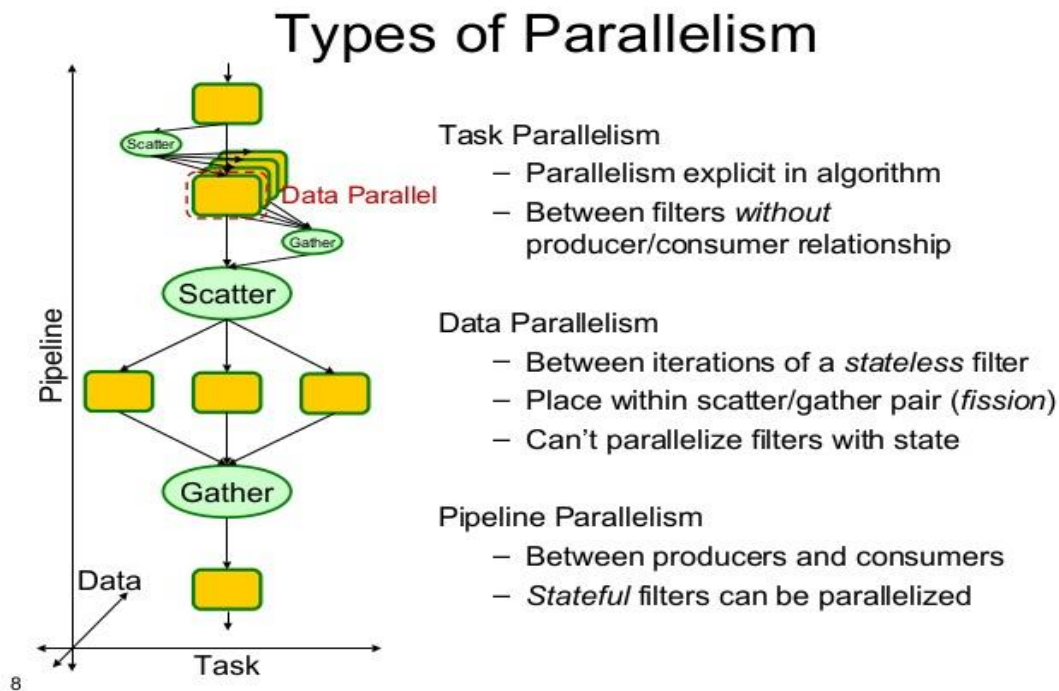 Types of Parallelism
Scatter
Data Parallel
Gather
Scatter
Pipeline
Gather
Data
Task
Task Parallelism
– Parallelism explicit in algorithm
– Between filters without
producer/consumer relationship
Data Parallelism
– Between iterations of a stateless filter
– Place within scatter/gather pair (fission)
– Can't parallelize filters with state
Pipeline Parallelism
– Between producers and consumers
– Stateful filters can be parallelized
8